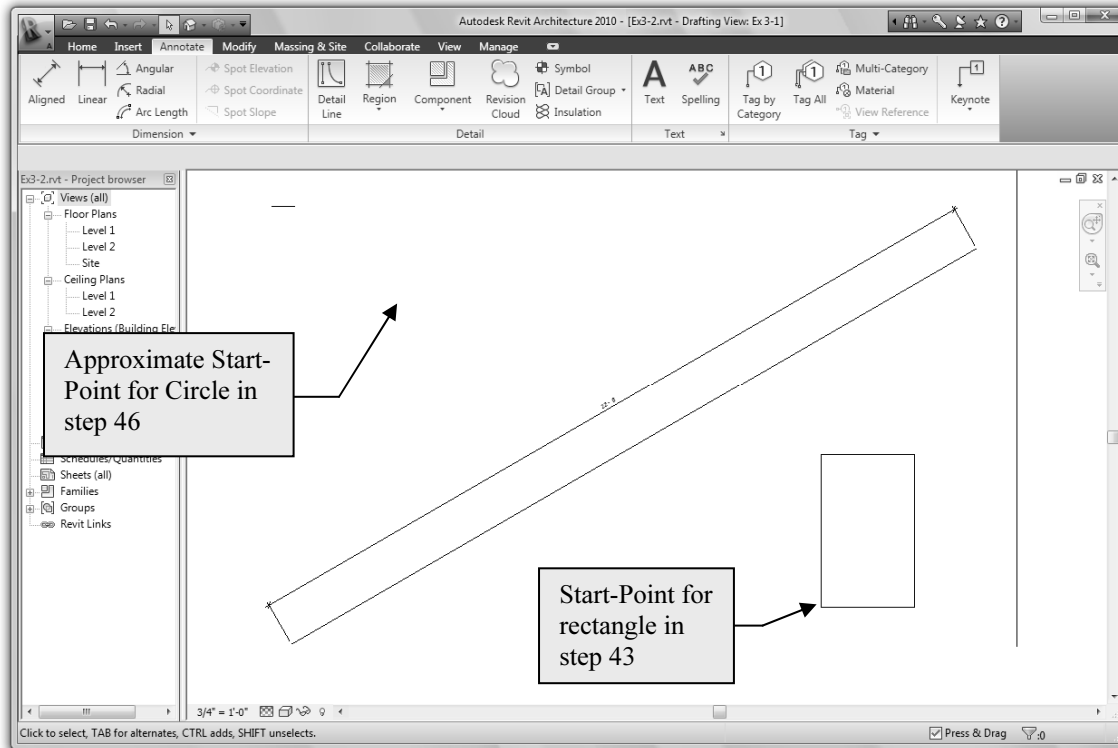 Autodesk Revit Architecture 2010 - [Ex3-2.rvt - Drafting View: Ex 3-1]
Home Insert Annotate Modify Massing & Site Collaborate View Manage
Aligned
Linear
Angular
Radial
Arc Length
Spot Elevation
Spot Coordinate
Spot Slope
Dimension
Detail
Line
Region
Component
Revision
Cloud
Symbol
Detail Group
Insulation
Detail
A
Text
ABC
Spelling
Text
1
Tag by
Category
1
Tag All
Multi-Category
Material
View Reference
Tag
1
Keynote
Ex3-2.rvt - Project browser
Views (all)
Floor Plans
Level 1
Level 2
Site
Ceiling Plans
Level 1
Level 2
Elevations (Building Ele
Schedules/Quantities
Sheets (all)
Families
Groups
Revit Links
Approximate Start-
Point for Circle in
step 46
Start-Point for
rectangle in
step 43
3/4" = 1'-0"
Click to select, TAB for alternates, CTRL adds, SHIFT unselects.
Press & Drag
:0